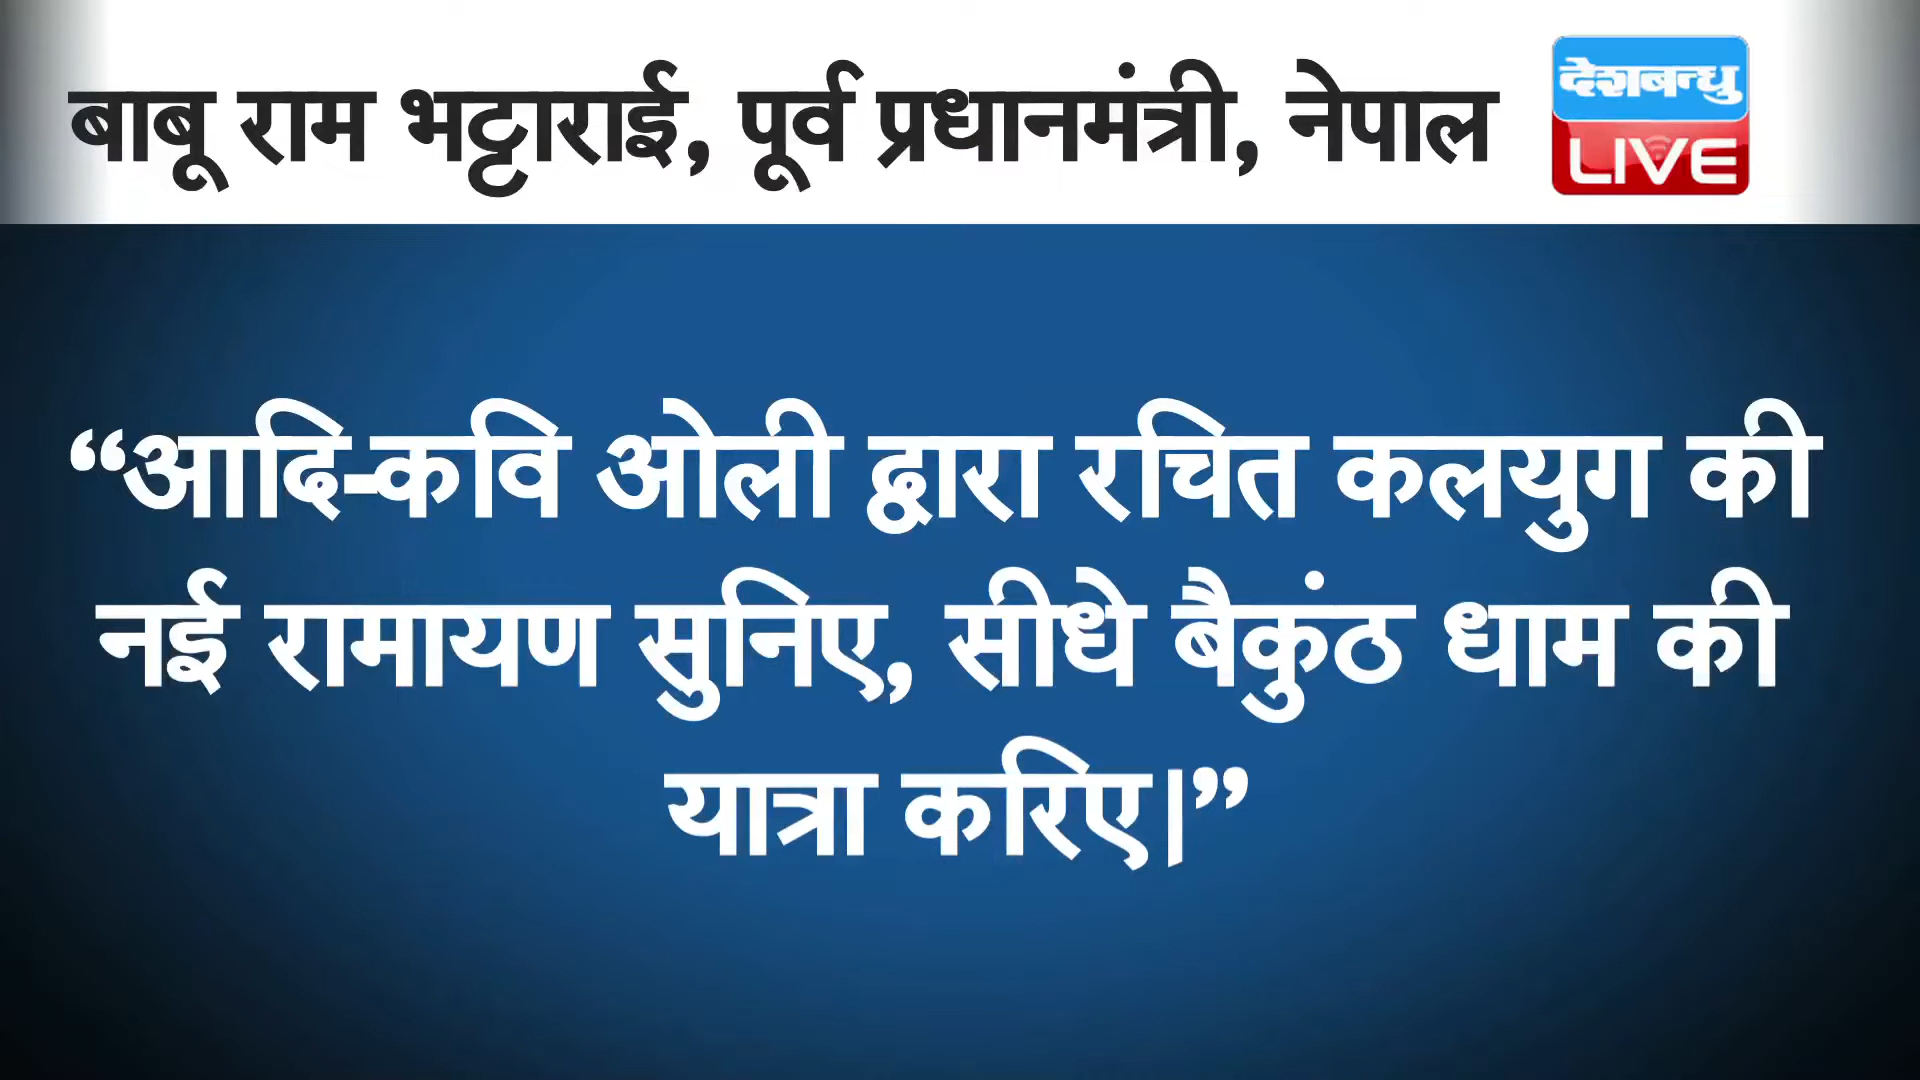 बाबू राम भट्टाराई, पूर्व प्रधानमंत्री, नेपाल
देशबन्धु
LIVE
“आदि-कवि ओली द्वारा रचित कलयुग की
नई रामायण सुनिए, सीधे बैकुंठ धाम की
यात्रा करिए।”